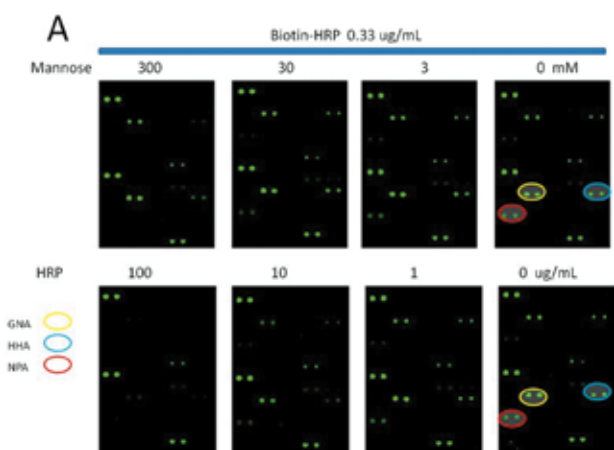 A
Biotin-HRP 0.33 ug/mL
Mannose 300 30 3 0 mM
HRP 100 10 1 0 ug/mL
GNA
HHA
NPA